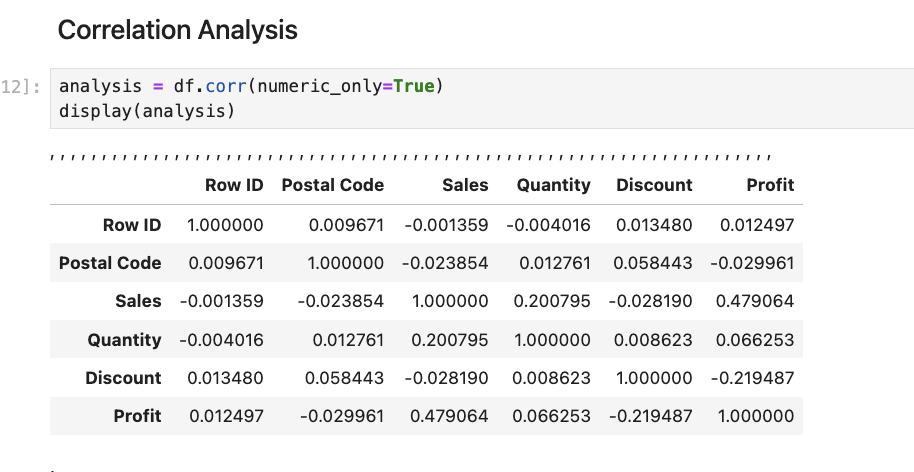 Correlation Analysis
12]: analysis = df.corr(numeric_only=True)
display(analysis)
,,,,,,,,,,,,,,,,,,,,,,,,,,,,,,,,,,,,,,,,,,,,,,,,,,,,,,,,,,,,,,,,,,,,,,
Row ID Postal Code Sales Quantity Discount Profit
Row ID 1.000000 0.009671 -0.001359 -0.004016 0.013480 0.012497
Postal Code 0.009671 1.000000 -0.023854 0.012761 0.058443 -0.029961
Sales -0.001359 -0.023854 1.000000 0.200795 -0.028190 0.479064
Quantity -0.004016 0.012761 0.200795 1.000000 0.008623 0.066253
Discount 0.013480 0.058443 -0.028190 0.008623 1.000000 -0.219487
Profit 0.012497 -0.029961 0.479064 0.066253 -0.219487 1.000000